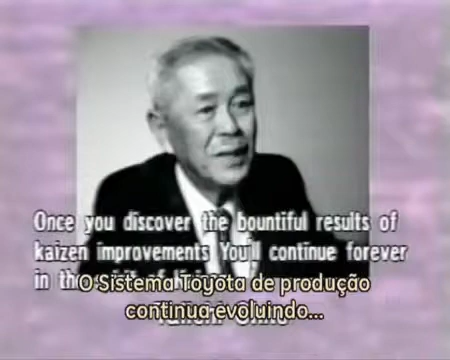 Once you discover the bountiful results of
kaizen improvements You'll continue forever
in
O Sistema Toyota de produção
continua evoluindo...